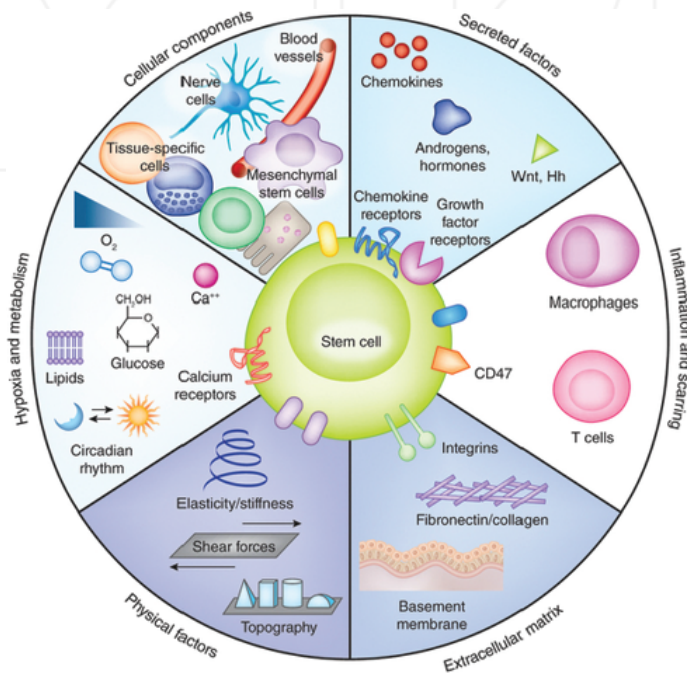 Cellular components
Blood
vessels
Nerve
cells
Tissue-specific
cells
Mesenchymal
stem cells
Secreted factors
Chemokines
Androgens,
hormones
Wnt, Hh
Chemokine
receptors
Growth
factor
receptors
Inflammation and scarring
Macrophages
CD47
T cells
Hypoxia and metabolism
O2
Ca++
CH2OH
O
Glucose
Lipids
Calcium
receptors
Circadian
rhythm
Stem cell
Physical factors
Elasticity/stiffness
Shear forces
Topography
Extracellular matrix
Integrins
Fibronectin/collagen
Basement
membrane